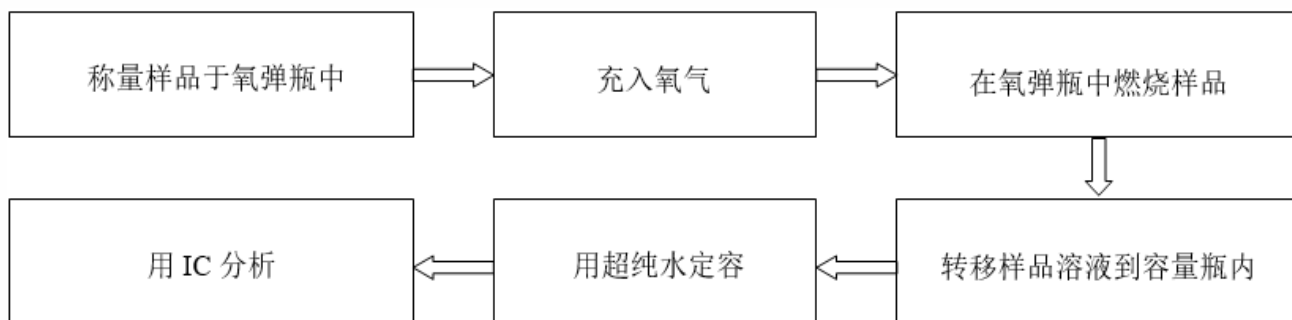 称量样品于氧弹瓶中
充入氧气
在氧弹瓶中燃烧样品
转移样品溶液到容量瓶内
用超纯水定容
用 IC 分析